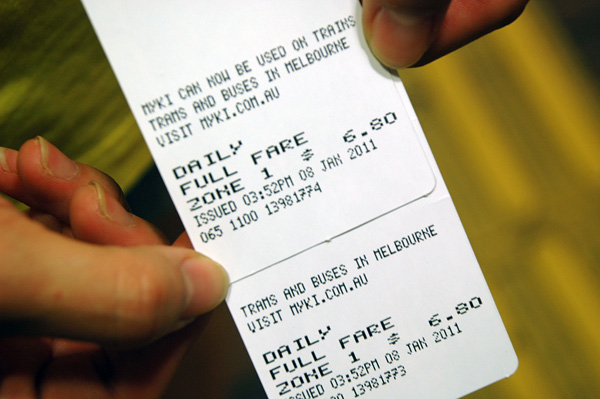 MYKI CAN NOW BE USED ON TRAINS
TRAMS AND BUSES IN MELBOURNE
VISIT MYKI.COM.AU
DAILY
FULL FARE $ 6.80
ZONE 1
ISSUED 03:52PM 08 JAN 2011
065 1100 13981774
TRAMS AND BUSES IN MELBOURNE
VISIT MYKI.COM.AU
DAILY
FULL FARE $ 6.80
ZONE 1
ISSUED 03:52PM 08 JAN 2011
1100 13981773